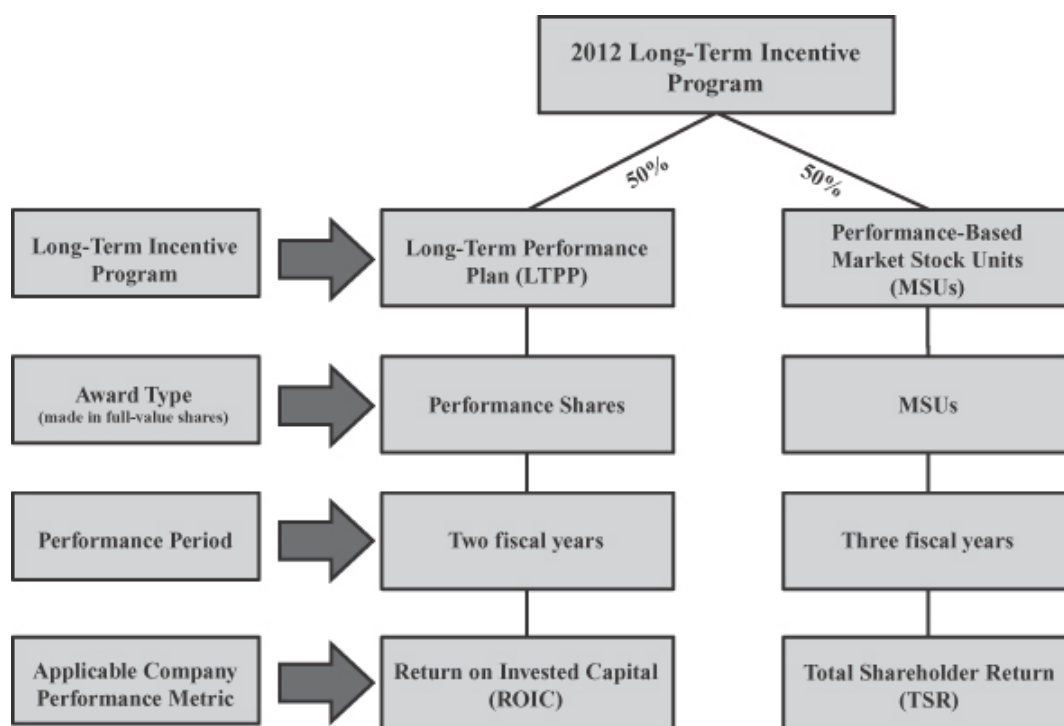 2012 Long-Term Incentive
Program
50%
50%
Long-Term Incentive
Program
Long-Term Performance
Plan (LTPP)
Performance-Based
Market Stock Units
(MSUs)
Award Type
(made in full-value shares)
Performance Shares
MSUs
Performance Period
Two fiscal years
Three fiscal years
Applicable Company
Performance Metric
Return on Invested Capital
(ROIC)
Total Shareholder Return
(TSR)